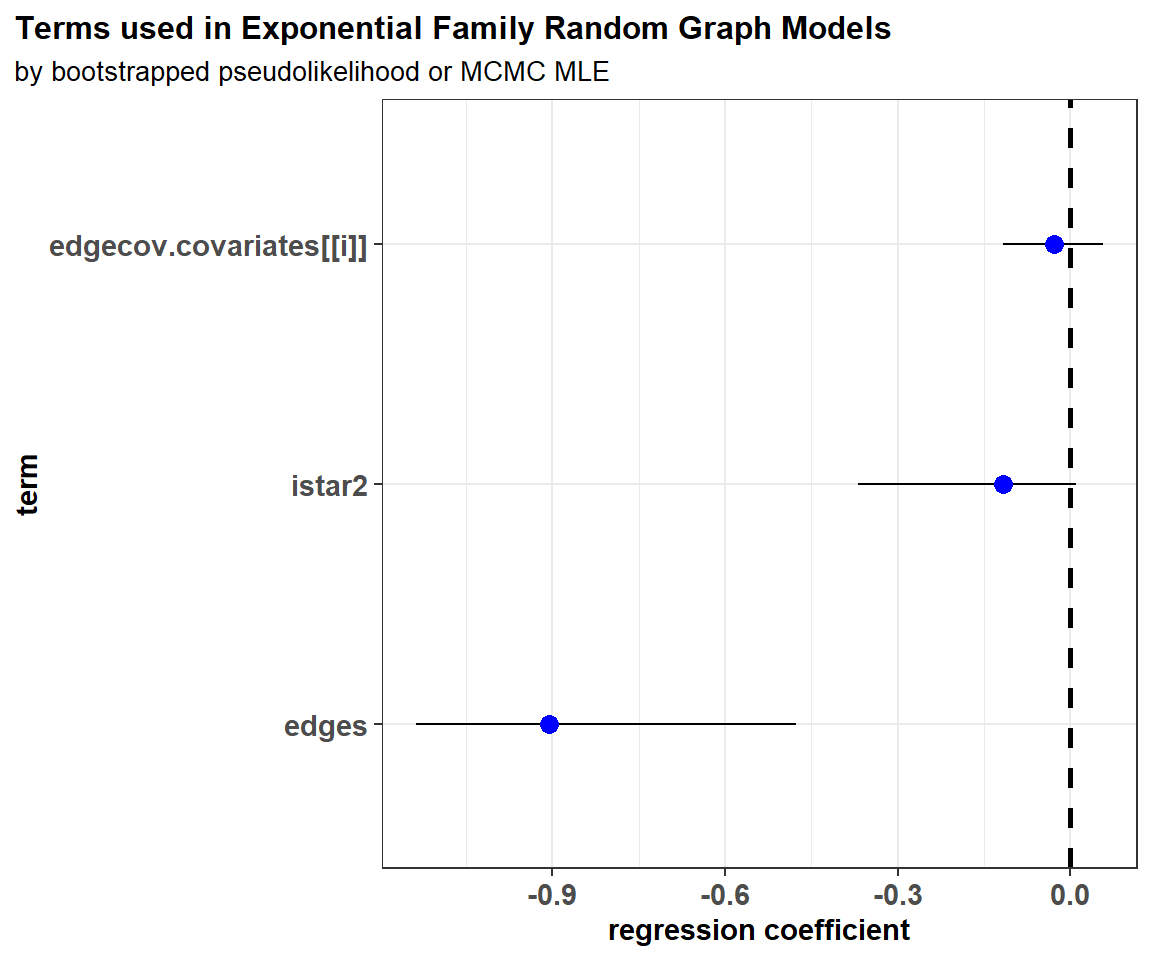 Terms used in Exponential Family Random Graph Models
by bootstrapped pseudolikelihood or MCMC MLE
term
edgecov.covariates[[i]]
istar2
edges
-0.9 -0.6 -0.3 0.0
regression coefficient